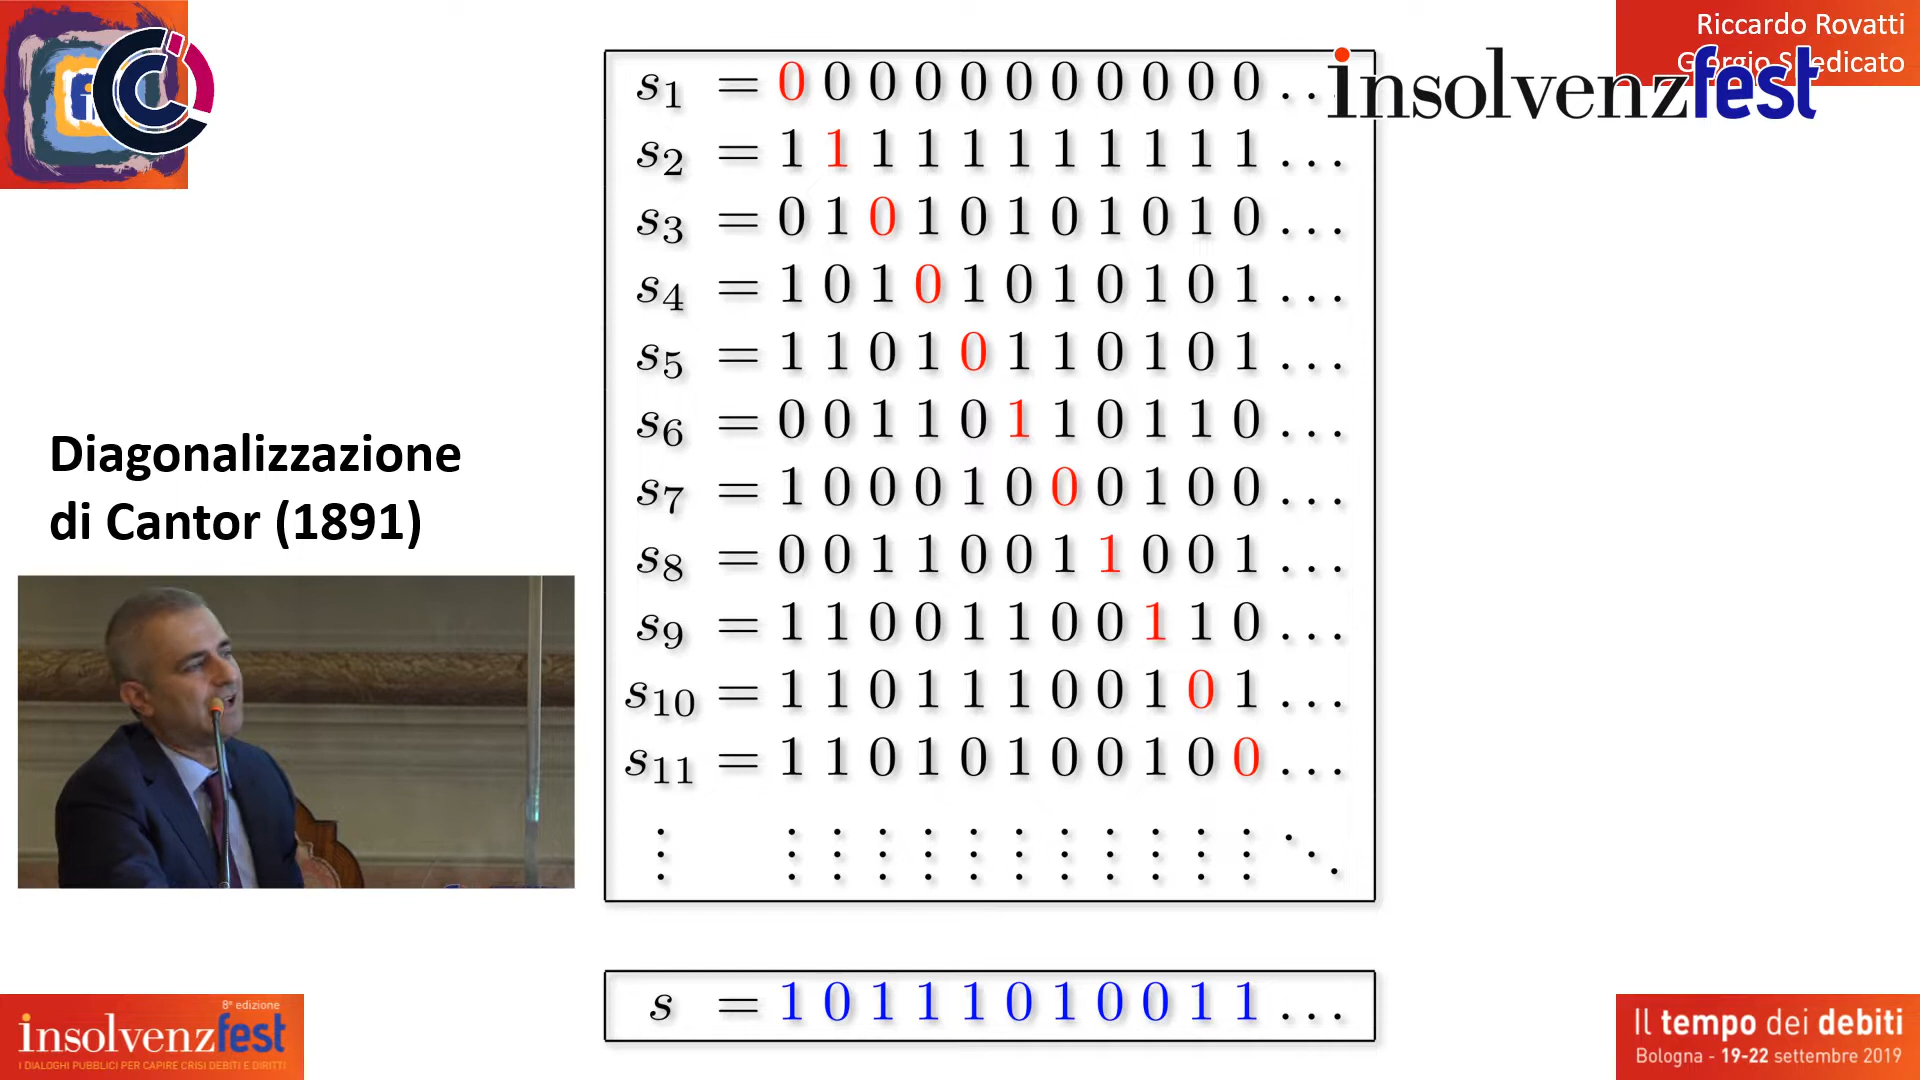 Riccardo Rovatti
Giorgio Spedicato
insolvenzfest
s1 = 0 0 0 0 0 0 0 0 0 0 0 . . .
s2 = 1 1 1 1 1 1 1 1 1 1 1 . . .
s3 = 0 1 0 1 0 1 0 1 0 1 0 . . .
s4 = 1 0 1 0 1 0 1 0 1 0 1 . . .
s5 = 1 1 0 1 0 1 1 0 1 0 1 . . .
s6 = 0 0 1 1 0 1 1 0 1 1 0 . . .
s7 = 1 0 0 0 1 0 0 0 1 0 0 . . .
s8 = 0 0 1 1 0 0 1 1 0 0 1 . . .
s9 = 1 1 0 0 1 1 0 0 1 1 0 . . .
s10 = 1 1 0 1 1 1 0 0 1 0 1 . . .
s11 = 1 1 0 1 0 1 0 0 1 0 0 . . .
Diagonalizzazione
di Cantor (1891)
s = 1 0 1 1 1 0 1 0 0 1 1 . . .
8a edizione
insolvenzfest
I DIALOGHI PUBBLICI PER CAPIRE CRISI DEBITI E DIRITTI
Il tempo dei debiti
Bologna - 19-22 settembre 2019